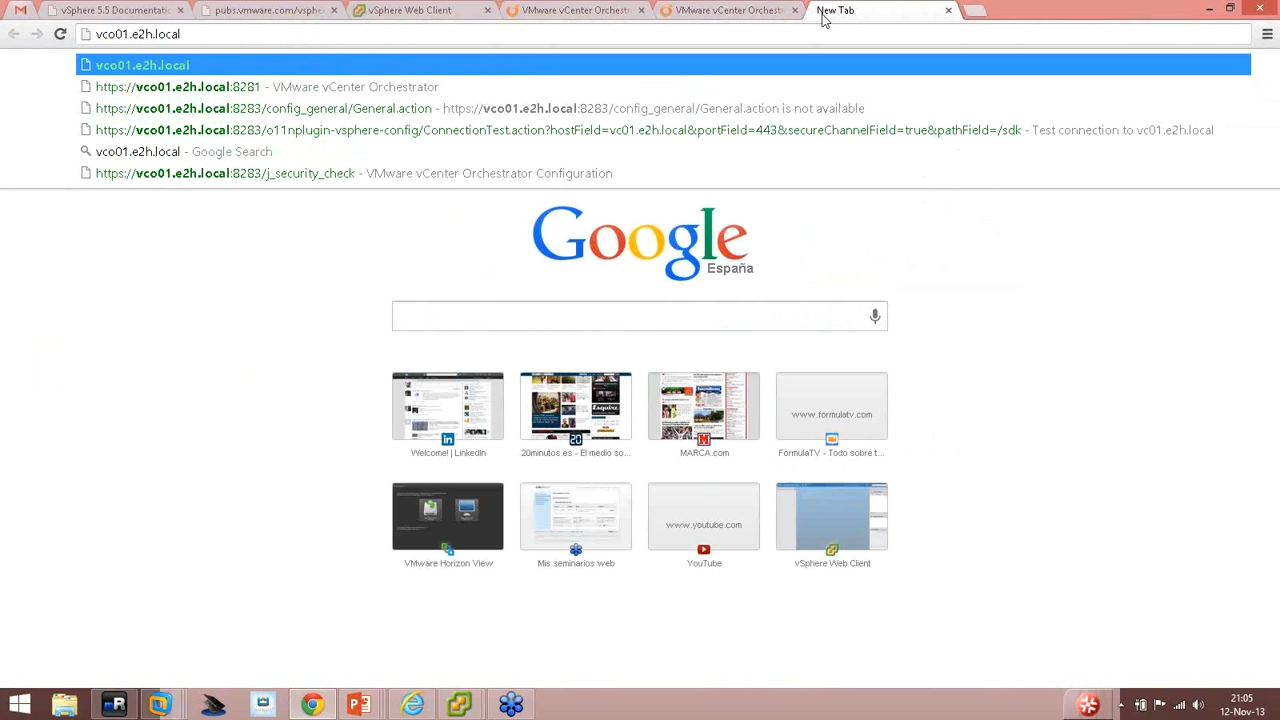 vSphere 5.5 Documentatic
pubs.vmware.com/vsphe
vSphere Web Client
VMware vCenter Orchestr
VMware vCenter Orchestr
New Tab
vco01.e2h.local
vco01.e2h.local
https://vco01.e2h.local:8281 - VMware vCenter Orchestrator
https://vco01.e2h.local:8283/config_general/General.action - https://vco01.e2h.local:8283/config_general/General.action is not available
https://vco01.e2h.local:8283/o11nplugin-vsphere-config/ConnectionTest.action?hostField=vc01.e2h.local&portField=443&secureChannelField=true&pathField=/sdk - Test connection to vc01.e2h.local
vco01.e2h.local - Google Search
https://vco01.e2h.local:8283/j_security_check - VMware vCenter Orchestrator Configuration
Google
España
www.formulatv.com
Welcome! | LinkedIn
20minutos.es - El medio so...
MARCA.com
FormulaTV - Todo sobre t...
www.youtube.com
VMware Horizon View
Mis seminarios web
YouTube
vSphere Web Client
21:05
12-Nov-13